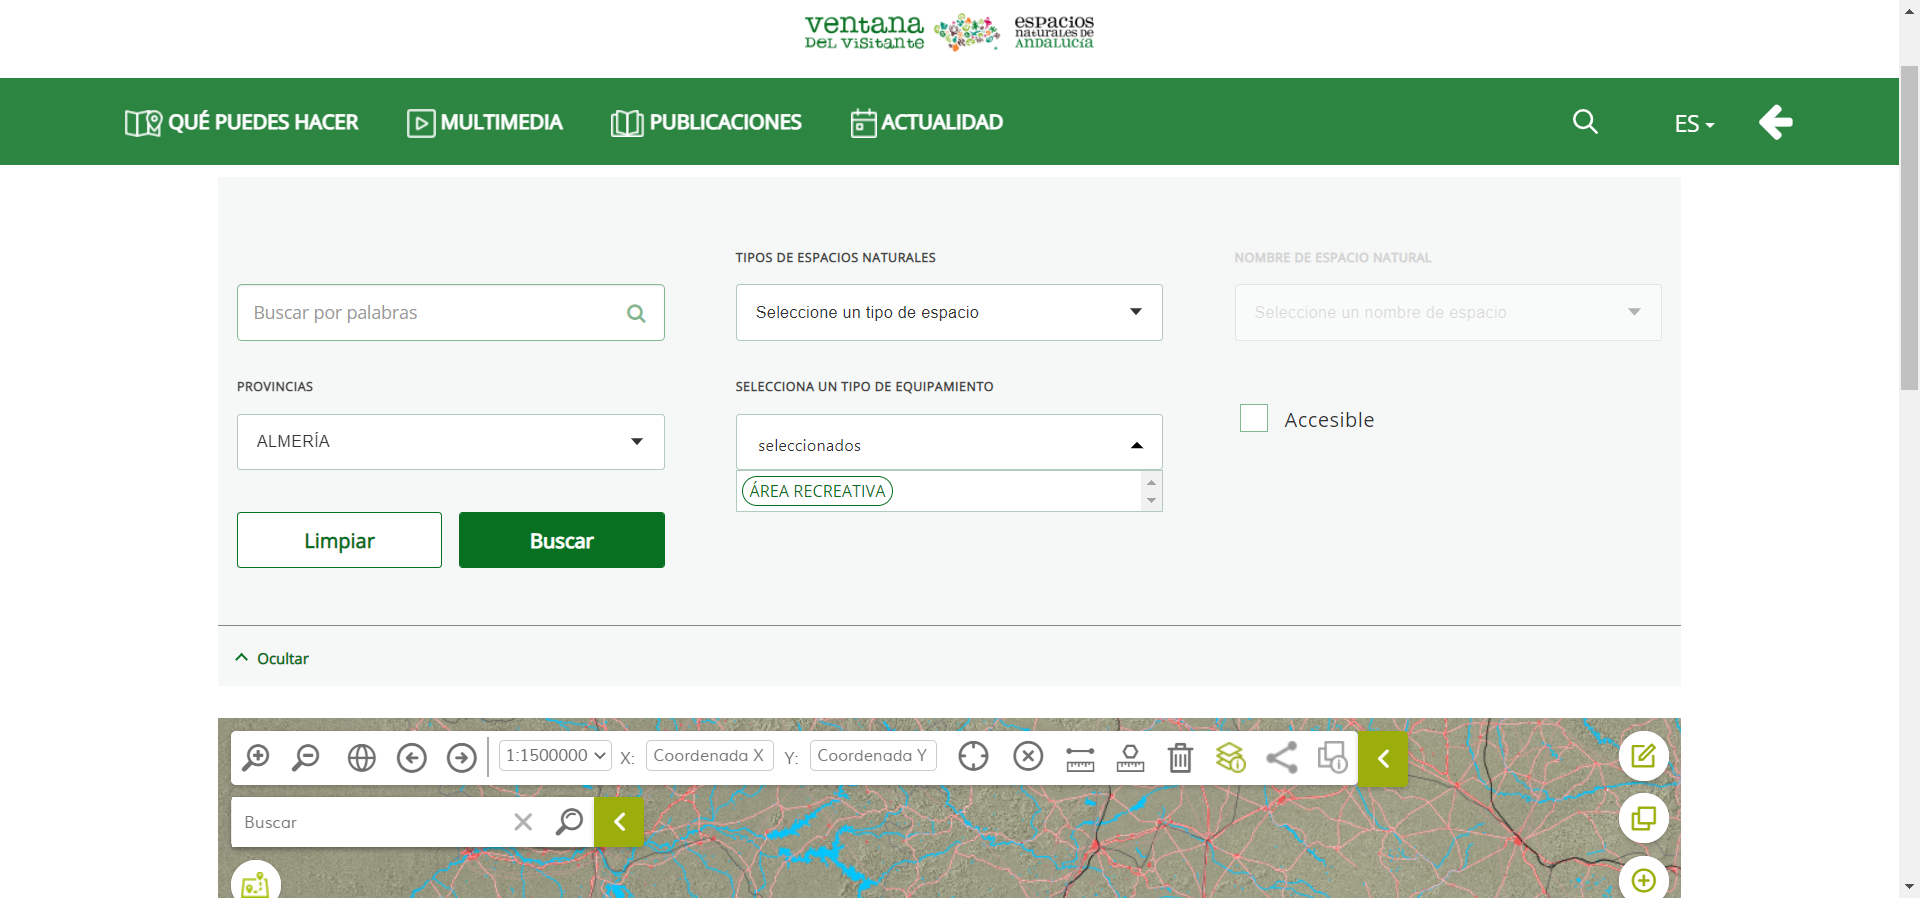 ventana
DEL VISITANTE
espacios
naturales de
ANDALUCÍA
QUÉ PUEDES HACER
MULTIMEDIA
PUBLICACIONES
ACTUALIDAD
ES
TIPOS DE ESPACIOS NATURALES
NOMBRE DE ESPACIO NATURAL
Buscar por palabras
Seleccione un tipo de espacio
Seleccione un nombre de espacio
PROVINCIAS
SELECCIONA UN TIPO DE EQUIPAMIENTO
ALMERÍA
seleccionados
Accesible
ÁREA RECREATIVA
Limpiar
Buscar
Ocultar
1:1500000
X:
Coordenada X
Y:
Coordenada Y
Buscar